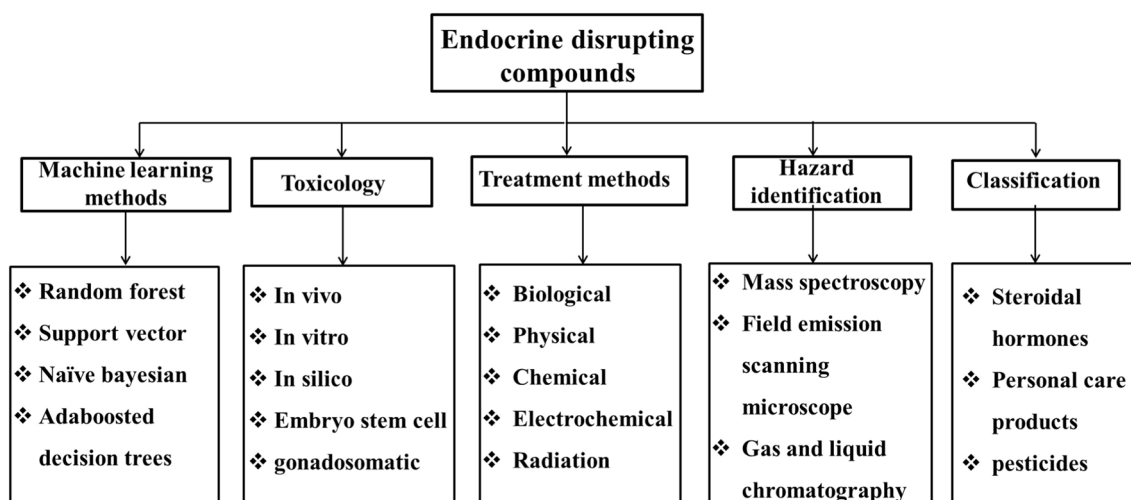 Endocrine disrupting
compounds
Machine learning
methods
Toxicology
Treatment methods
Hazard
identification
Classification
❖ Random forest
❖ Support vector
❖ Naïve bayesian
❖ Adaboosted
decision trees
❖ In vivo
❖ In vitro
❖ In silico
❖ Embryo stem cell
❖ gonadosomatic
❖ Biological
❖ Physical
❖ Chemical
❖ Electrochemical
❖ Radiation
❖ Mass spectroscopy
❖ Field emission
scanning
microscope
❖ Gas and liquid
chromatography
❖ Steroidal
hormones
❖ Personal care
products
❖ pesticides